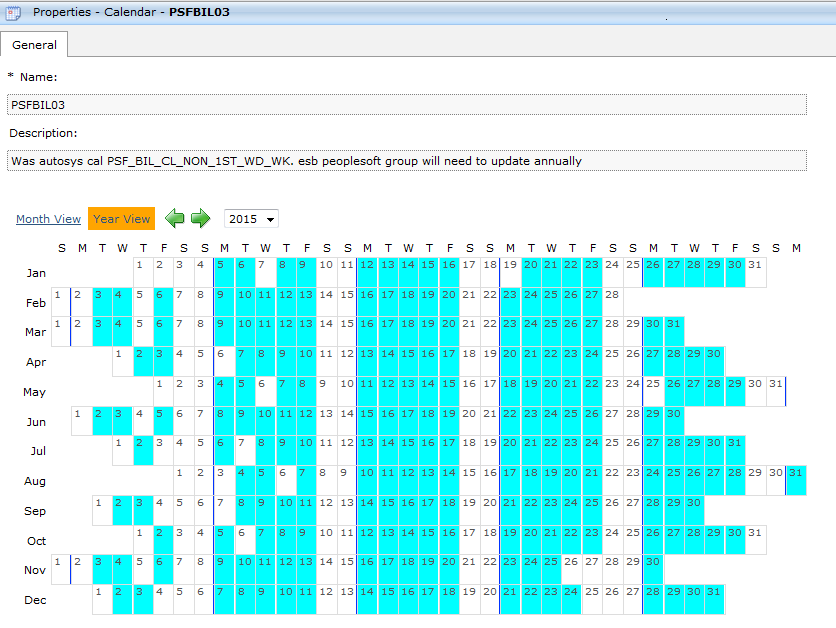 Properties - Calendar - PSFBIL03
General
* Name:
PSFBIL03
Description:
Was autosys cal PSF_BIL_CL_NON_1ST_WD_WK. esb peoplesoft group will need to update annually
Month View Year View 2015
S M T W T F S S M T W T F S S M T W T F S S M T W T F S S M T W T F S S M
Jan 1 2 3 4 5 6 7 8 9 10 11 12 13 14 15 16 17 18 19 20 21 22 23 24 25 26 27 28 29 30 31
Feb 1 2 3 4 5 6 7 8 9 10 11 12 13 14 15 16 17 18 19 20 21 22 23 24 25 26 27 28
Mar 1 2 3 4 5 6 7 8 9 10 11 12 13 14 15 16 17 18 19 20 21 22 23 24 25 26 27 28 29 30 31
Apr 1 2 3 4 5 6 7 8 9 10 11 12 13 14 15 16 17 18 19 20 21 22 23 24 25 26 27 28 29 30
May 1 2 3 4 5 6 7 8 9 10 11 12 13 14 15 16 17 18 19 20 21 22 23 24 25 26 27 28 29 30 31
Jun 1 2 3 4 5 6 7 8 9 10 11 12 13 14 15 16 17 18 19 20 21 22 23 24 25 26 27 28 29 30
Jul 1 2 3 4 5 6 7 8 9 10 11 12 13 14 15 16 17 18 19 20 21 22 23 24 25 26 27 28 29 30 31
Aug 1 2 3 4 5 6 7 8 9 10 11 12 13 14 15 16 17 18 19 20 21 22 23 24 25 26 27 28 29 30 31
Sep 1 2 3 4 5 6 7 8 9 10 11 12 13 14 15 16 17 18 19 20 21 22 23 24 25 26 27 28 29 30
Oct 1 2 3 4 5 6 7 8 9 10 11 12 13 14 15 16 17 18 19 20 21 22 23 24 25 26 27 28 29 30 31
Nov 1 2 3 4 5 6 7 8 9 10 11 12 13 14 15 16 17 18 19 20 21 22 23 24 25 26 27 28 29 30
Dec 1 2 3 4 5 6 7 8 9 10 11 12 13 14 15 16 17 18 19 20 21 22 23 24 25 26 27 28 29 30 31